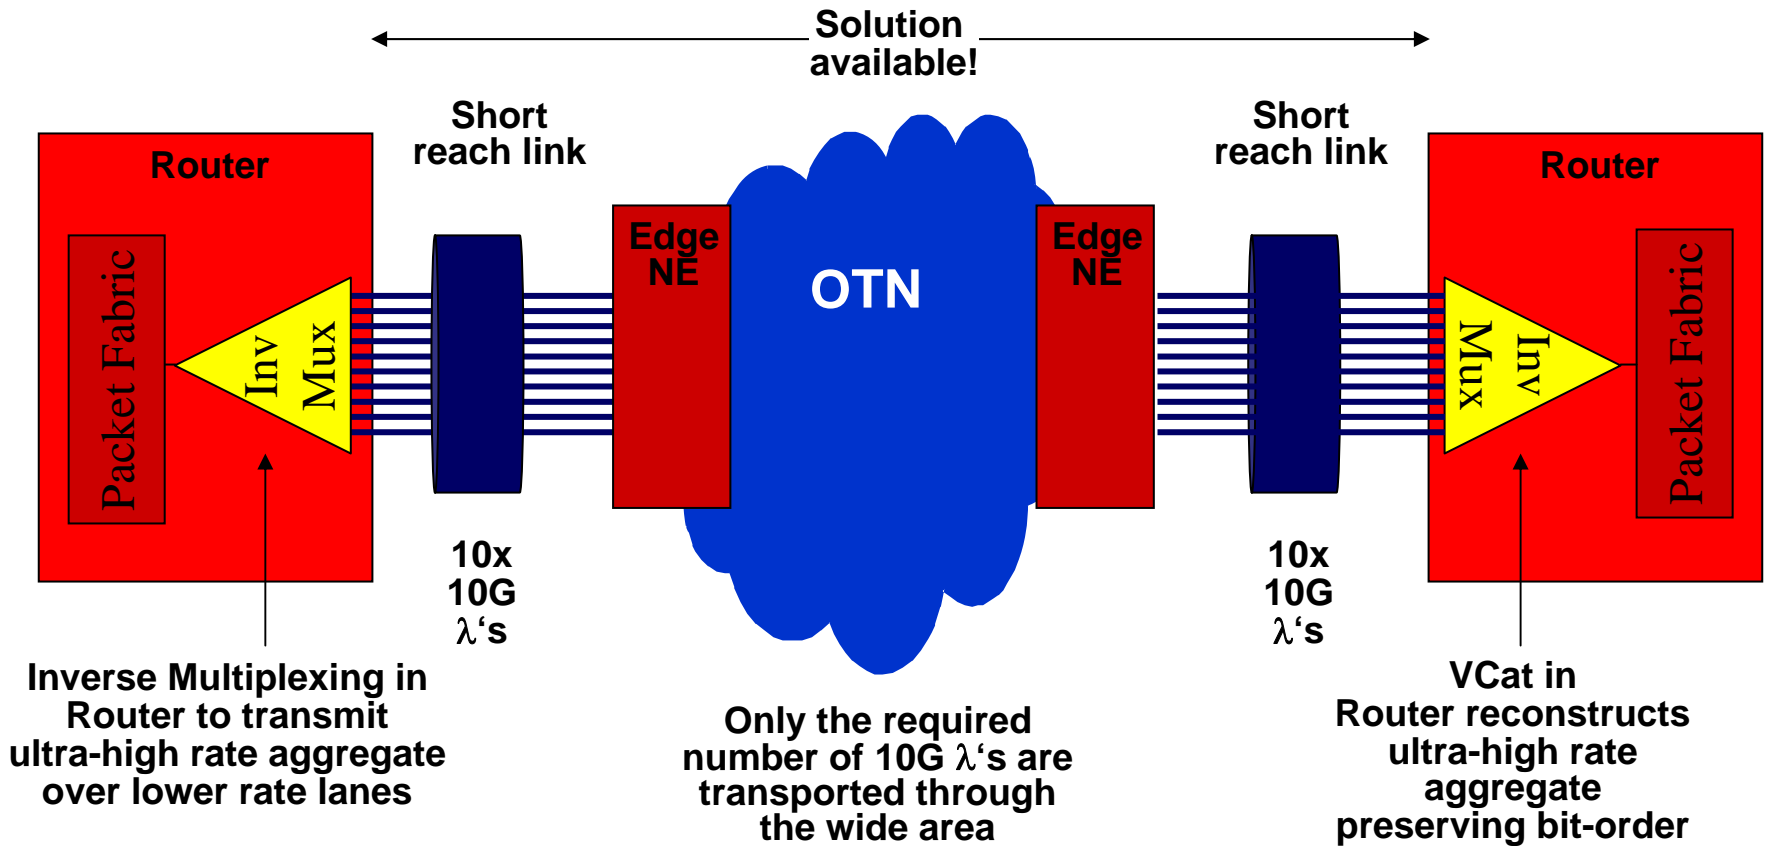 Solution
available!
Short
reach link
Short
reach link
Router
Router
Edge
NE
Edge
NE
OTN
Packet Fabric
Inv
Mux
Inv
Mux
Packet Fabric
10x
10G
λ‘s
10x
10G
λ‘s
Inverse Multiplexing in
Router to transmit
ultra-high rate aggregate
over lower rate lanes
Only the required
number of 10G λ‘s are
transported through
the wide area
VCat in
Router reconstructs
ultra-high rate
aggregate
preserving bit-order